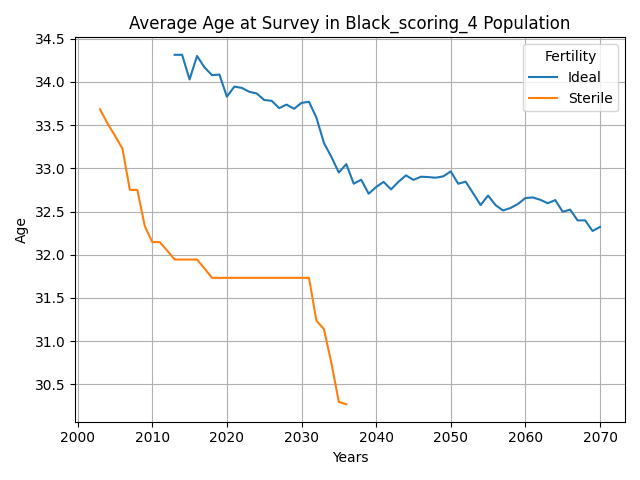 Average Age at Survey in Black_scoring_4 Population
Fertility
Ideal
Sterile
Age
34.5
34.0
33.5
33.0
32.5
32.0
31.5
31.0
30.5
2000 2010 2020 2030 2040 2050 2060 2070
Years